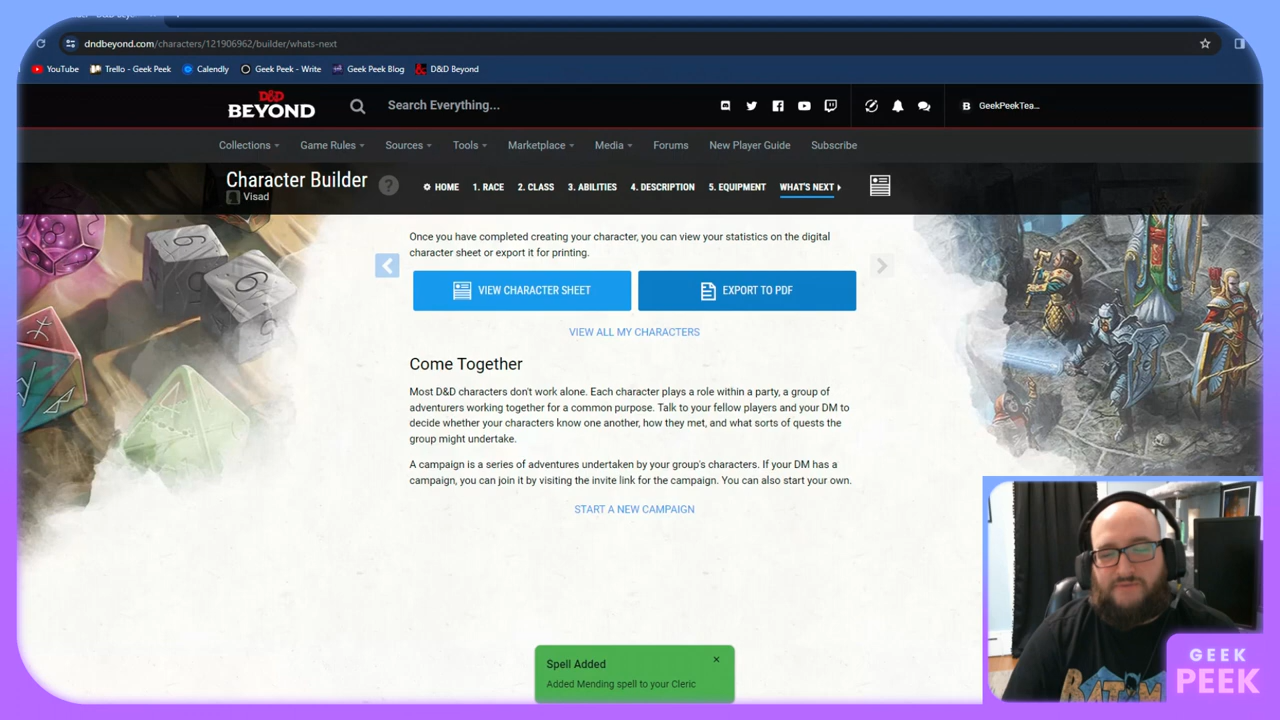 dndbeyond.com/characters/121906962/builder/whats-next
YouTube Trello - Geek Peek Calendly Geek Peek - Write Geek Peek Blog D&D Beyond
D&D
BEYOND
Search Everything...
GeekPeekTea...
Collections Game Rules Sources Tools Marketplace Media Forums New Player Guide Subscribe
Character Builder
Visad
? HOME 1. RACE 2. CLASS 3. ABILITIES 4. DESCRIPTION 5. EQUIPMENT WHAT'S NEXT
Once you have completed creating your character, you can view your statistics on the digital
character sheet or export it for printing.
VIEW CHARACTER SHEET EXPORT TO PDF
VIEW ALL MY CHARACTERS
Come Together
Most D&D characters don't work alone. Each character plays a role within a party, a group of
adventurers working together for a common purpose. Talk to your fellow players and your DM to
decide whether your characters know one another, how they met, and what sorts of quests the
group might undertake.
A campaign is a series of adventures undertaken by your group's characters. If your DM has a
campaign, you can join it by visiting the invite link for the campaign. You can also start your own.
START A NEW CAMPAIGN
Spell Added
Added Mending spell to your Cleric
GEEK
PEEK